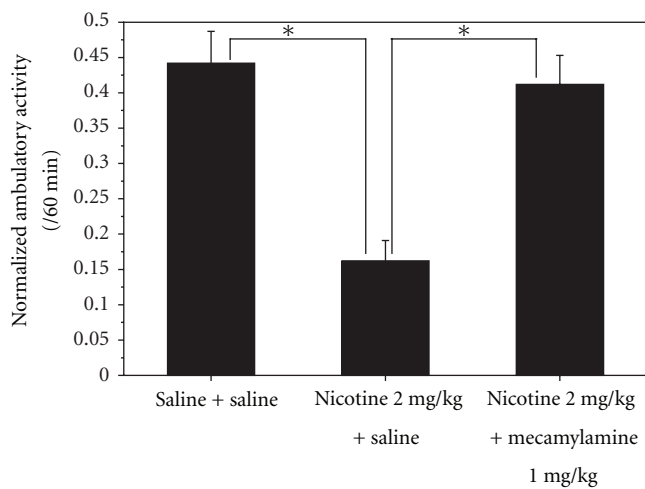 Normalized ambulatory activity
(/60 min)
0.5
0.45
0.4
0.35
0.3
0.25
0.2
0.15
0.1
0.05
0
*
*
Saline + saline
Nicotine 2 mg/kg
+ saline
Nicotine 2 mg/kg
+ mecamylamine
1 mg/kg